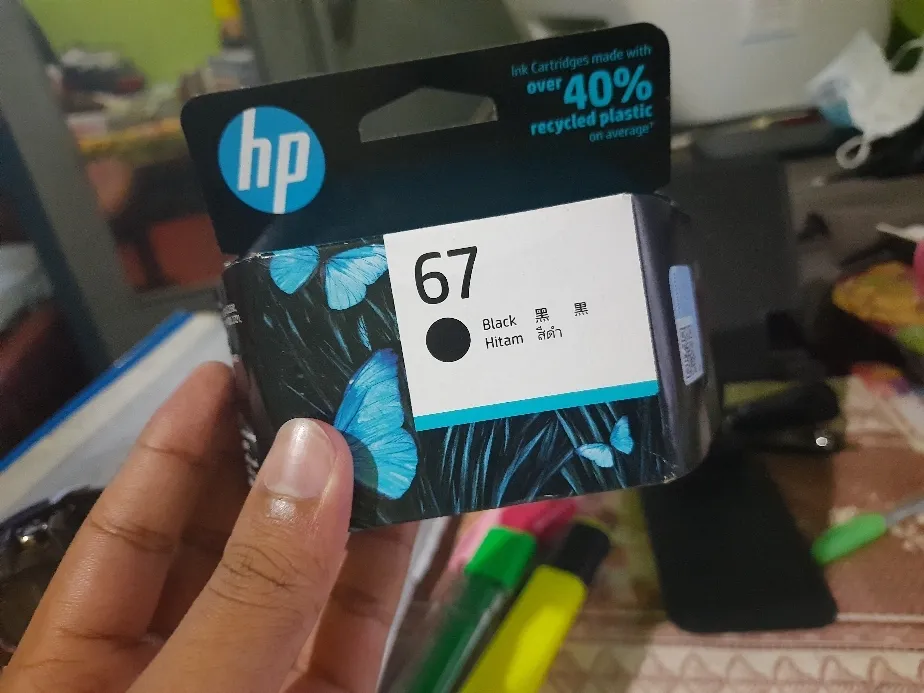 hp
Ink Cartridges made with
over 40%
recycled plastic
on average†
67
Black 黑 黒
Hitam สีดำ